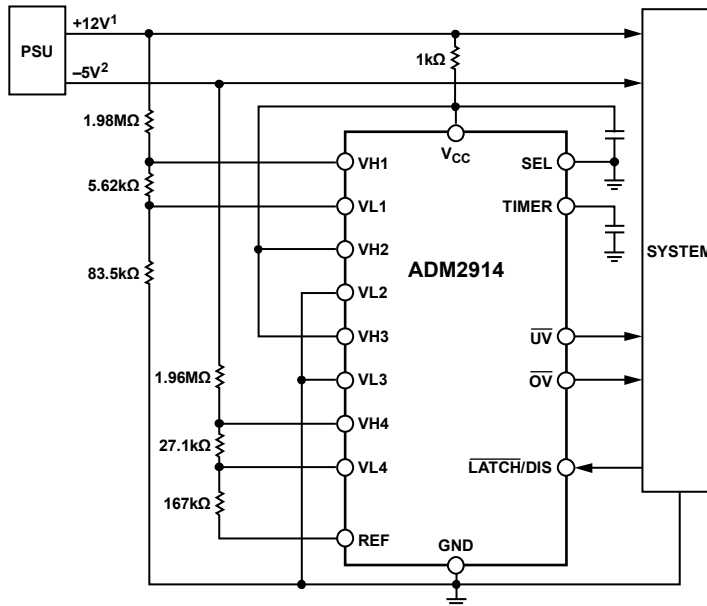 PSU
+12V1
–5V2
1kΩ
1.98MΩ
5.62kΩ
83.5kΩ
1.96MΩ
27.1kΩ
167kΩ
VCC
VH1
VL1
VH2
VL2
VH3
VL3
VH4
VL4
REF
ADM2914
GND
SEL
TIMER
UV
OV
LATCH/DIS
SYSTEM